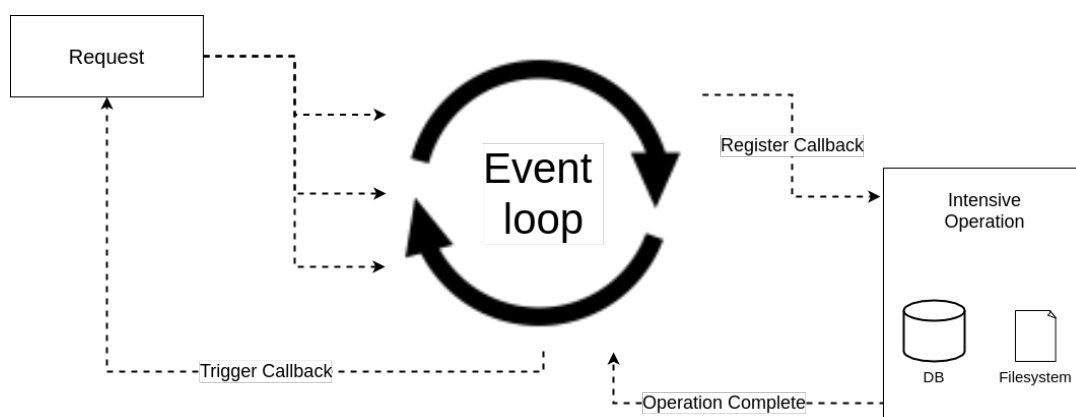 Request
Event
loop
Register Callback
Intensive
Operation
DB
Filesystem
Trigger Callback
Operation Complete